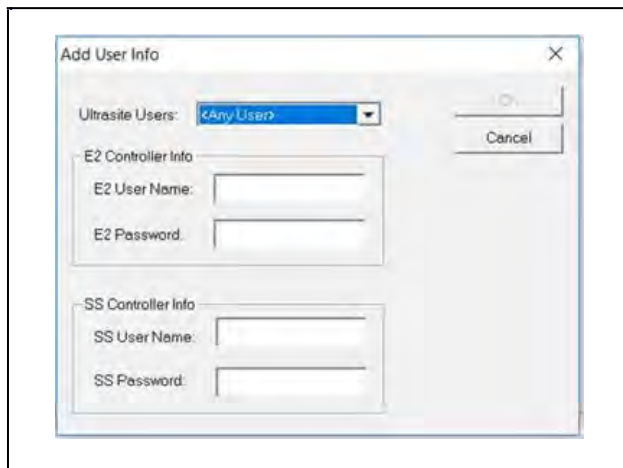 Add User Info
Ultrasite Users: <Any User>
Cancel
E2 Controller Info
E2 User Name:
E2 Password:
SS Controller Info
SS User Name:
SS Password: